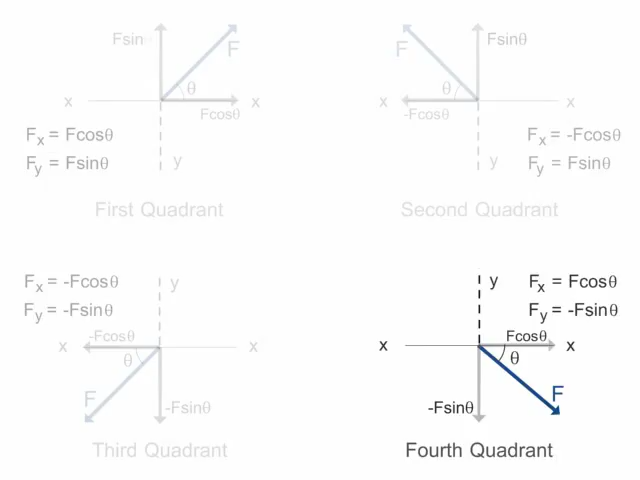 Fsinθ
F
θ
x
x
Fcosθ
Fx = Fcosθ
Fy = Fsinθ
y
First Quadrant
Fsinθ
F
θ
x
x
-Fcosθ
Fx = -Fcosθ
Fy = Fsinθ
y
Second Quadrant
Fx = -Fcosθ
Fy = -Fsinθ
y
-Fcosθ
x
x
θ
F
-Fsinθ
Third Quadrant
y
Fx = Fcosθ
Fy = -Fsinθ
Fcosθ
x
x
θ
F
-Fsinθ
Fourth Quadrant